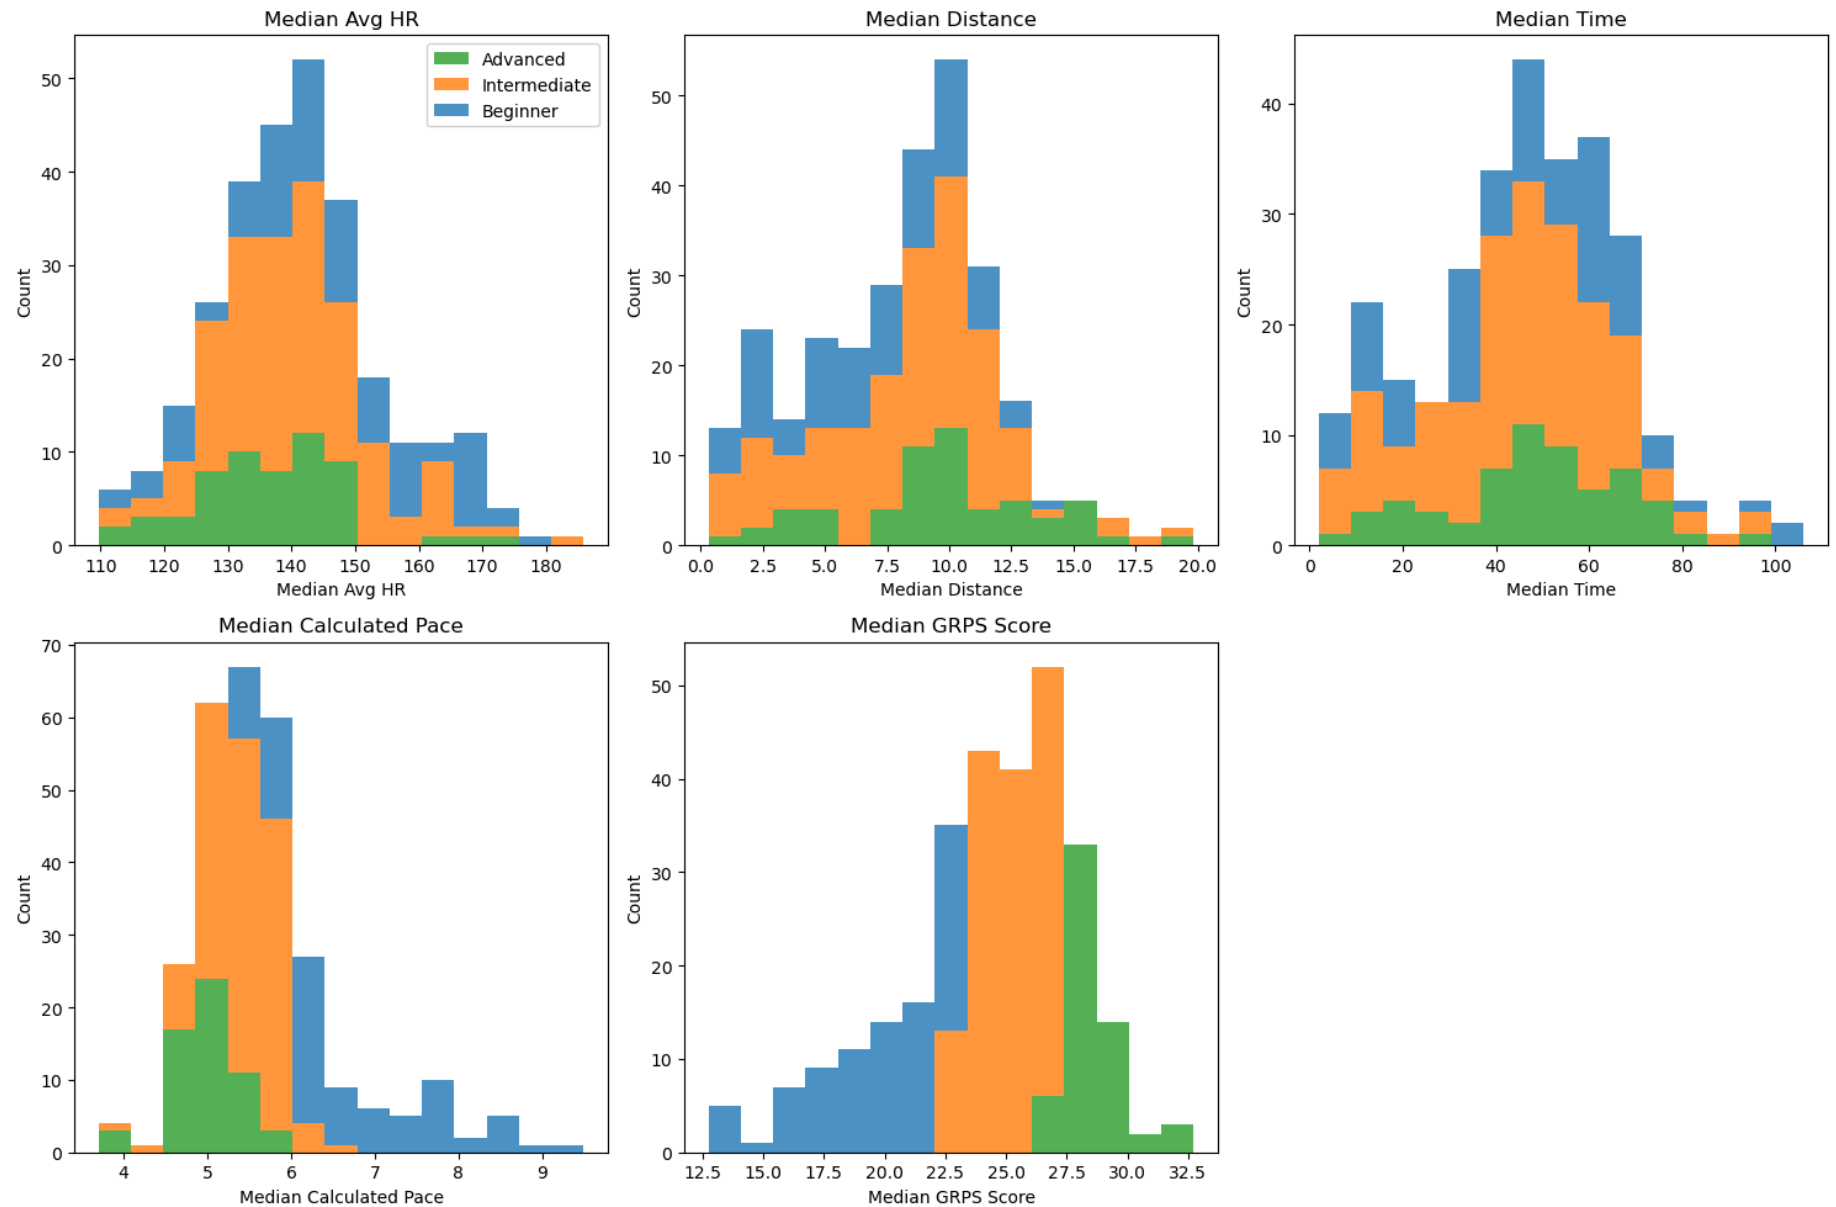 Median Avg HR
50
40
30
20
10
0
Count
110 120 130 140 150 160 170 180
Median Avg HR
Advanced
Intermediate
Beginner
Median Distance
50
40
30
20
10
0
Count
0.0 2.5 5.0 7.5 10.0 12.5 15.0 17.5 20.0
Median Distance
Median Time
40
30
20
10
0
Count
0 20 40 60 80 100
Median Time
Median Calculated Pace
70
60
50
40
30
20
10
0
Count
4 5 6 7 8 9
Median Calculated Pace
Median GRPS Score
50
40
30
20
10
0
Count
12.5 15.0 17.5 20.0 22.5 25.0 27.5 30.0 32.5
Median GRPS Score